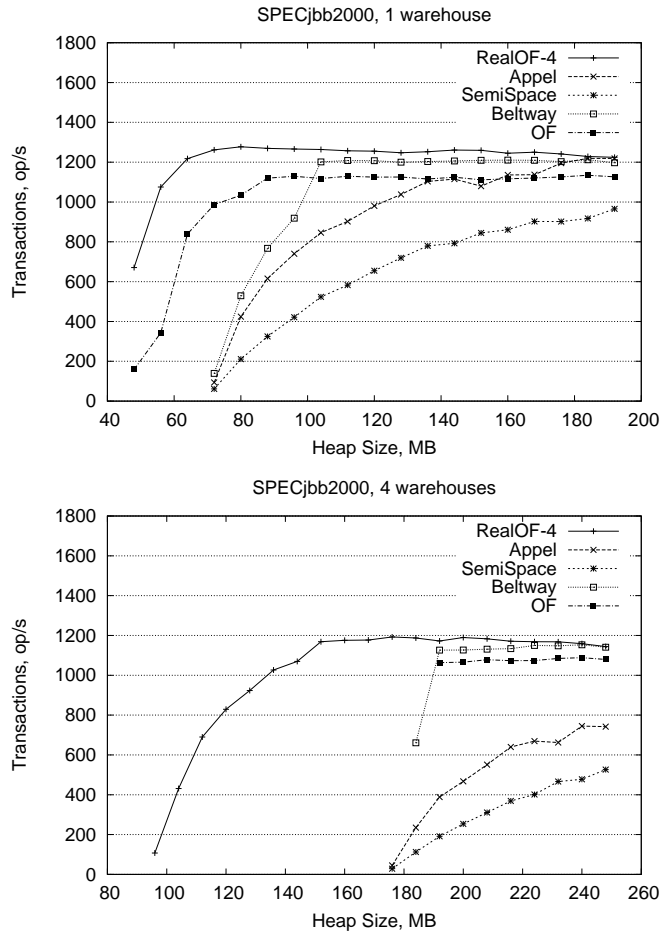 SPECjbb2000, 1 warehouse
1800
1600
1400
1200
1000
800
600
400
200
0
Transactions, op/s
RealOF-4
Appel
SemiSpace
Beltway
OF
40 60 80 100 120 140 160 180 200
Heap Size, MB
SPECjbb2000, 4 warehouses
1800
1600
1400
1200
1000
800
600
400
200
0
Transactions, op/s
RealOF-4
Appel
SemiSpace
Beltway
OF
80 100 120 140 160 180 200 220 240 260
Heap Size, MB